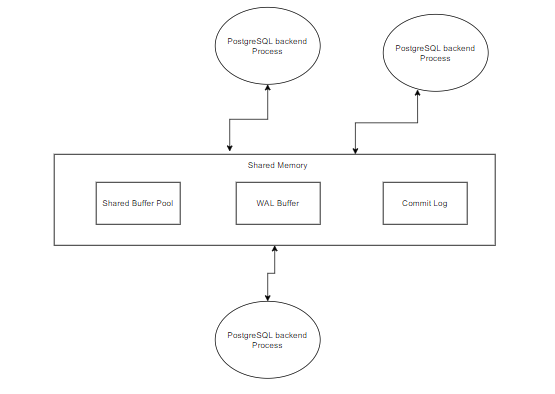 PostgreSQL backend
Process
PostgreSQL backend
Process
Shared Memory
Shared Buffer Pool
WAL Buffer
Commit Log
PostgreSQL backend
Process